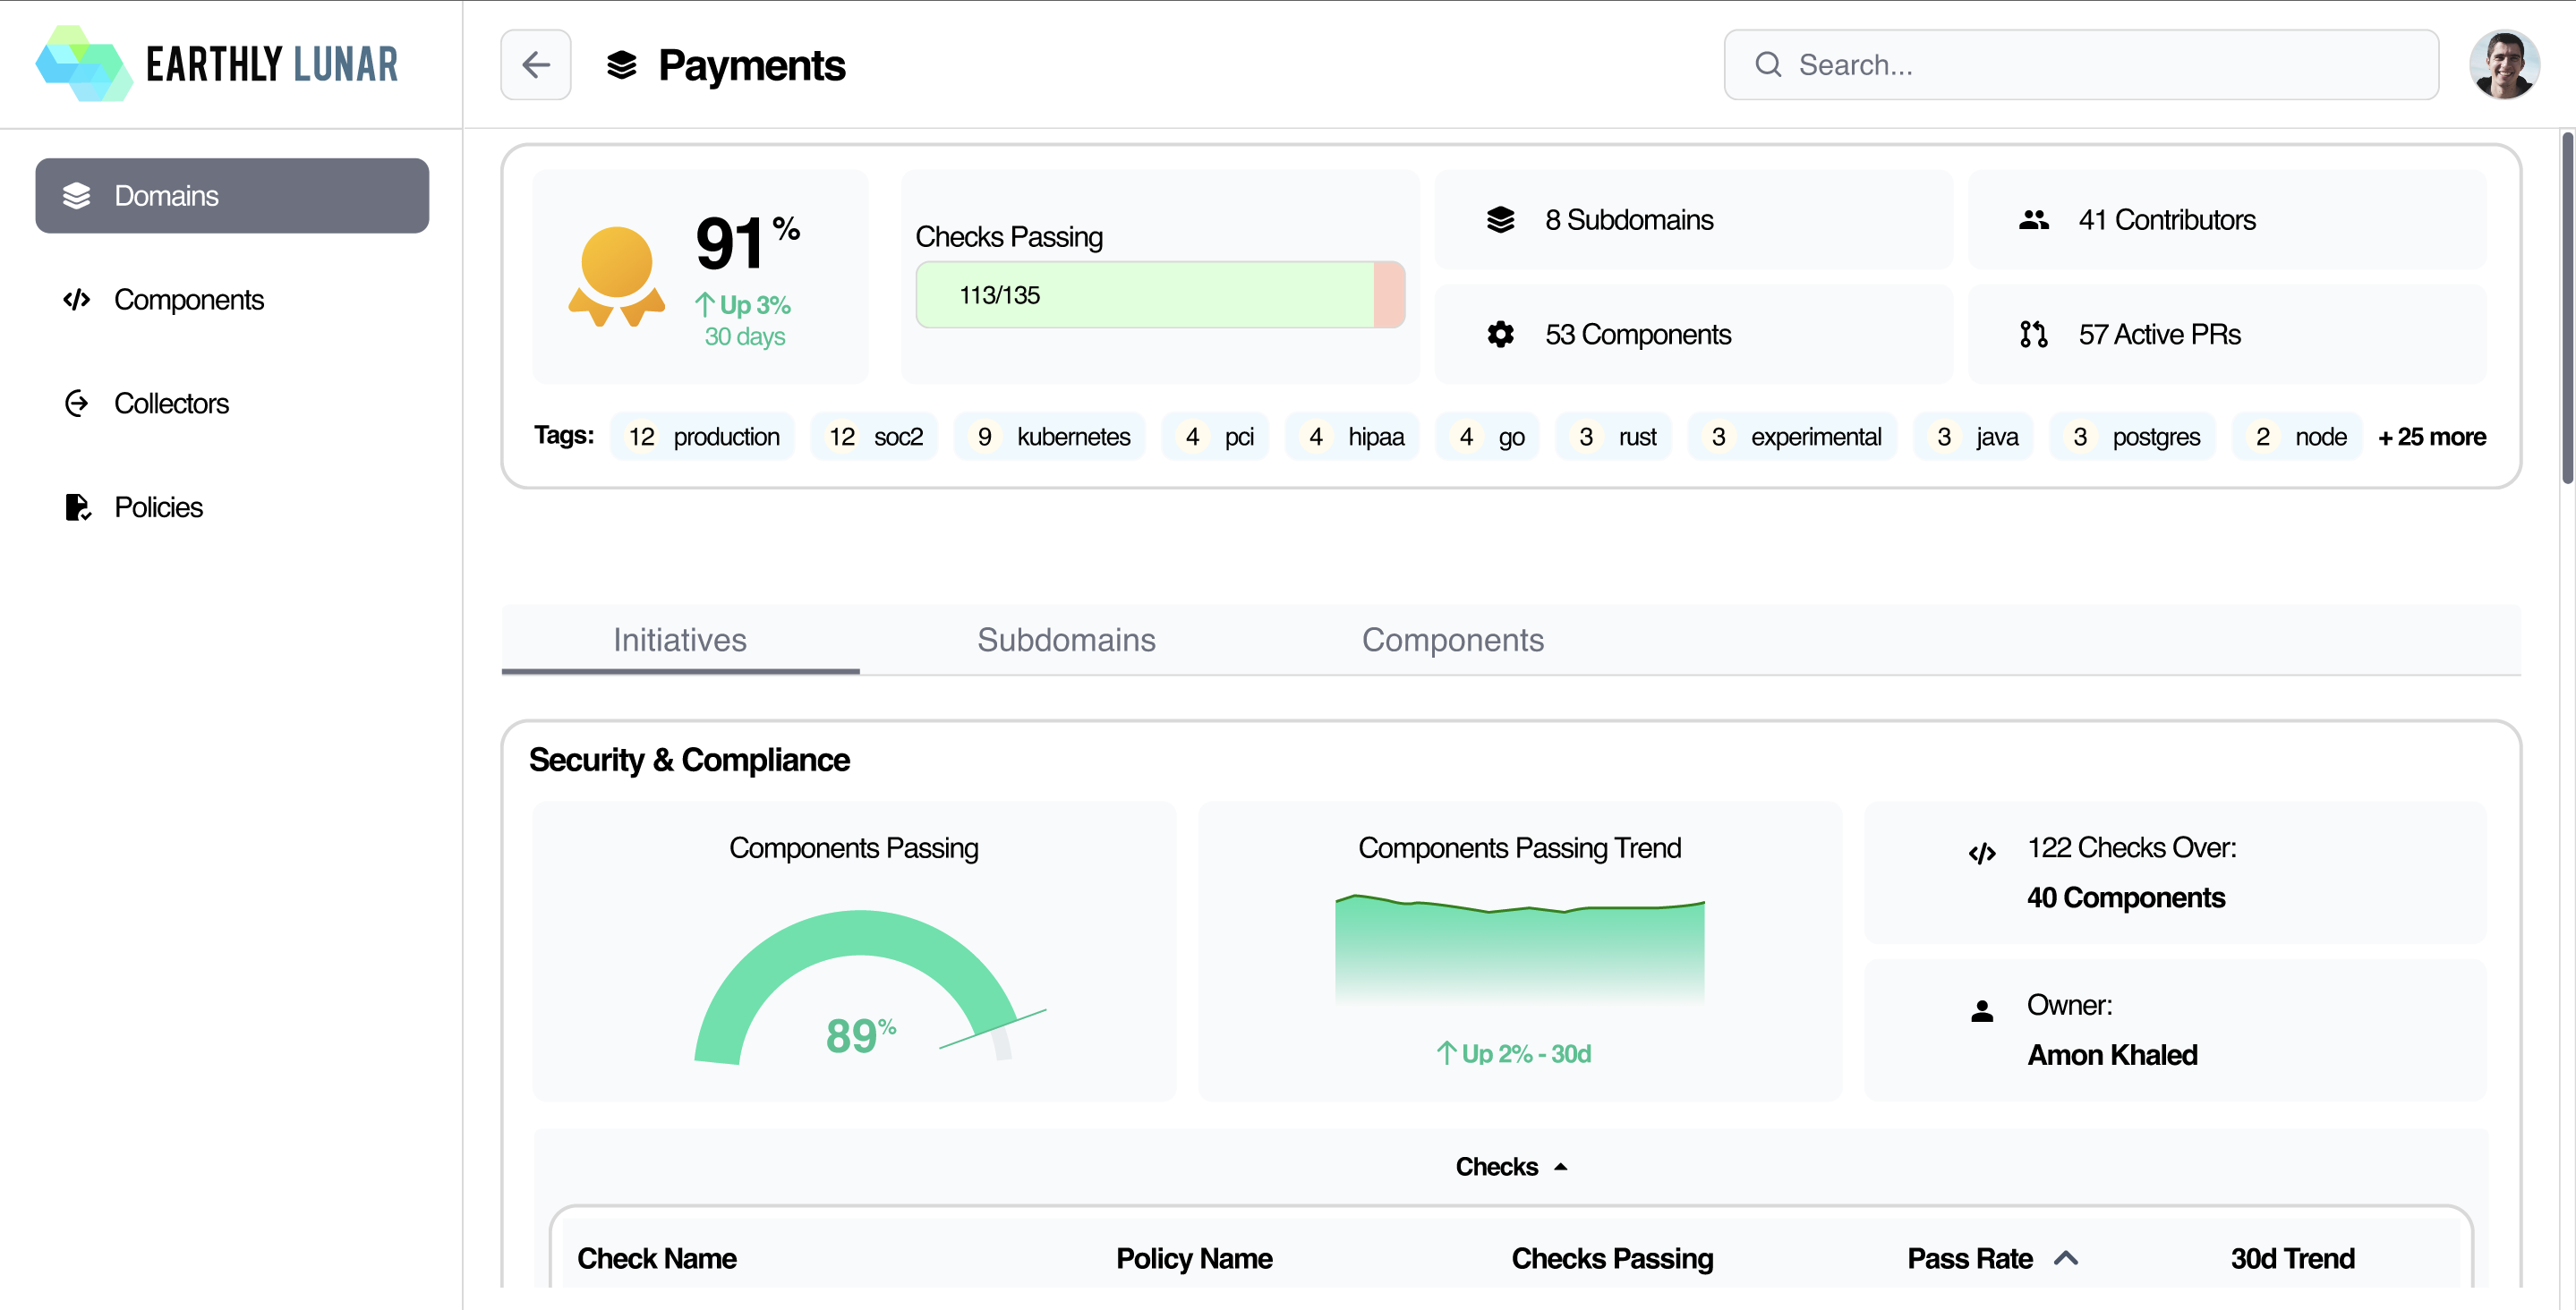 EARTHLY LUNAR
Payments
Search...
Domains
Components
Collectors
Policies
91%
Up 3%
30 days
Checks Passing
113/135
8 Subdomains
41 Contributors
53 Components
57 Active PRs
Tags: 12 production 12 soc2 9 kubernetes 4 pci 4 hipaa 4 go 3 rust 3 experimental 3 java 3 postgres 2 node + 25 more
Initiatives Subdomains Components
Security & Compliance
Components Passing
89%
Components Passing Trend
Up 2% - 30d
122 Checks Over:
40 Components
Owner:
Amon Khaled
Checks
Check Name Policy Name Checks Passing Pass Rate 30d Trend